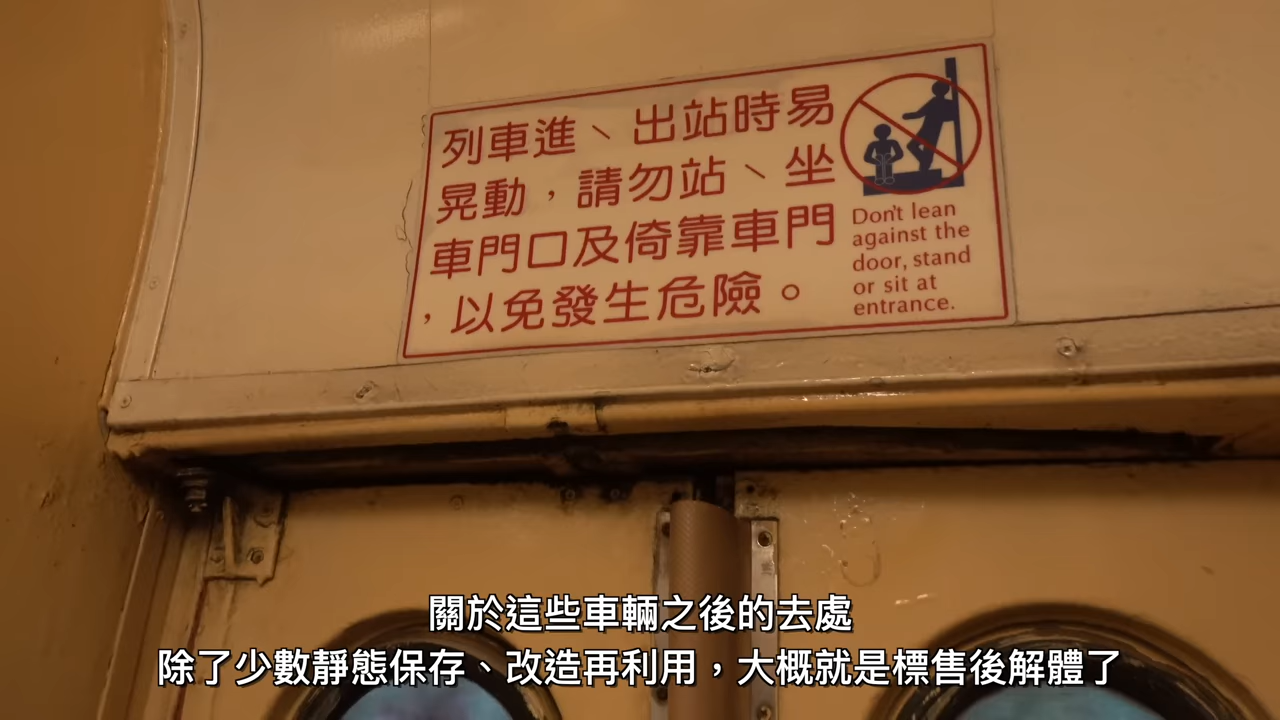 列車進、出站時易
晃動，請勿站、坐
車門口及倚靠車門
，以免發生危險。
Don't lean
against the
door, stand
or sit at
entrance.
關於這些車輛之後的去處
除了少數靜態保存、改造再利用，大概就是標售後解體了